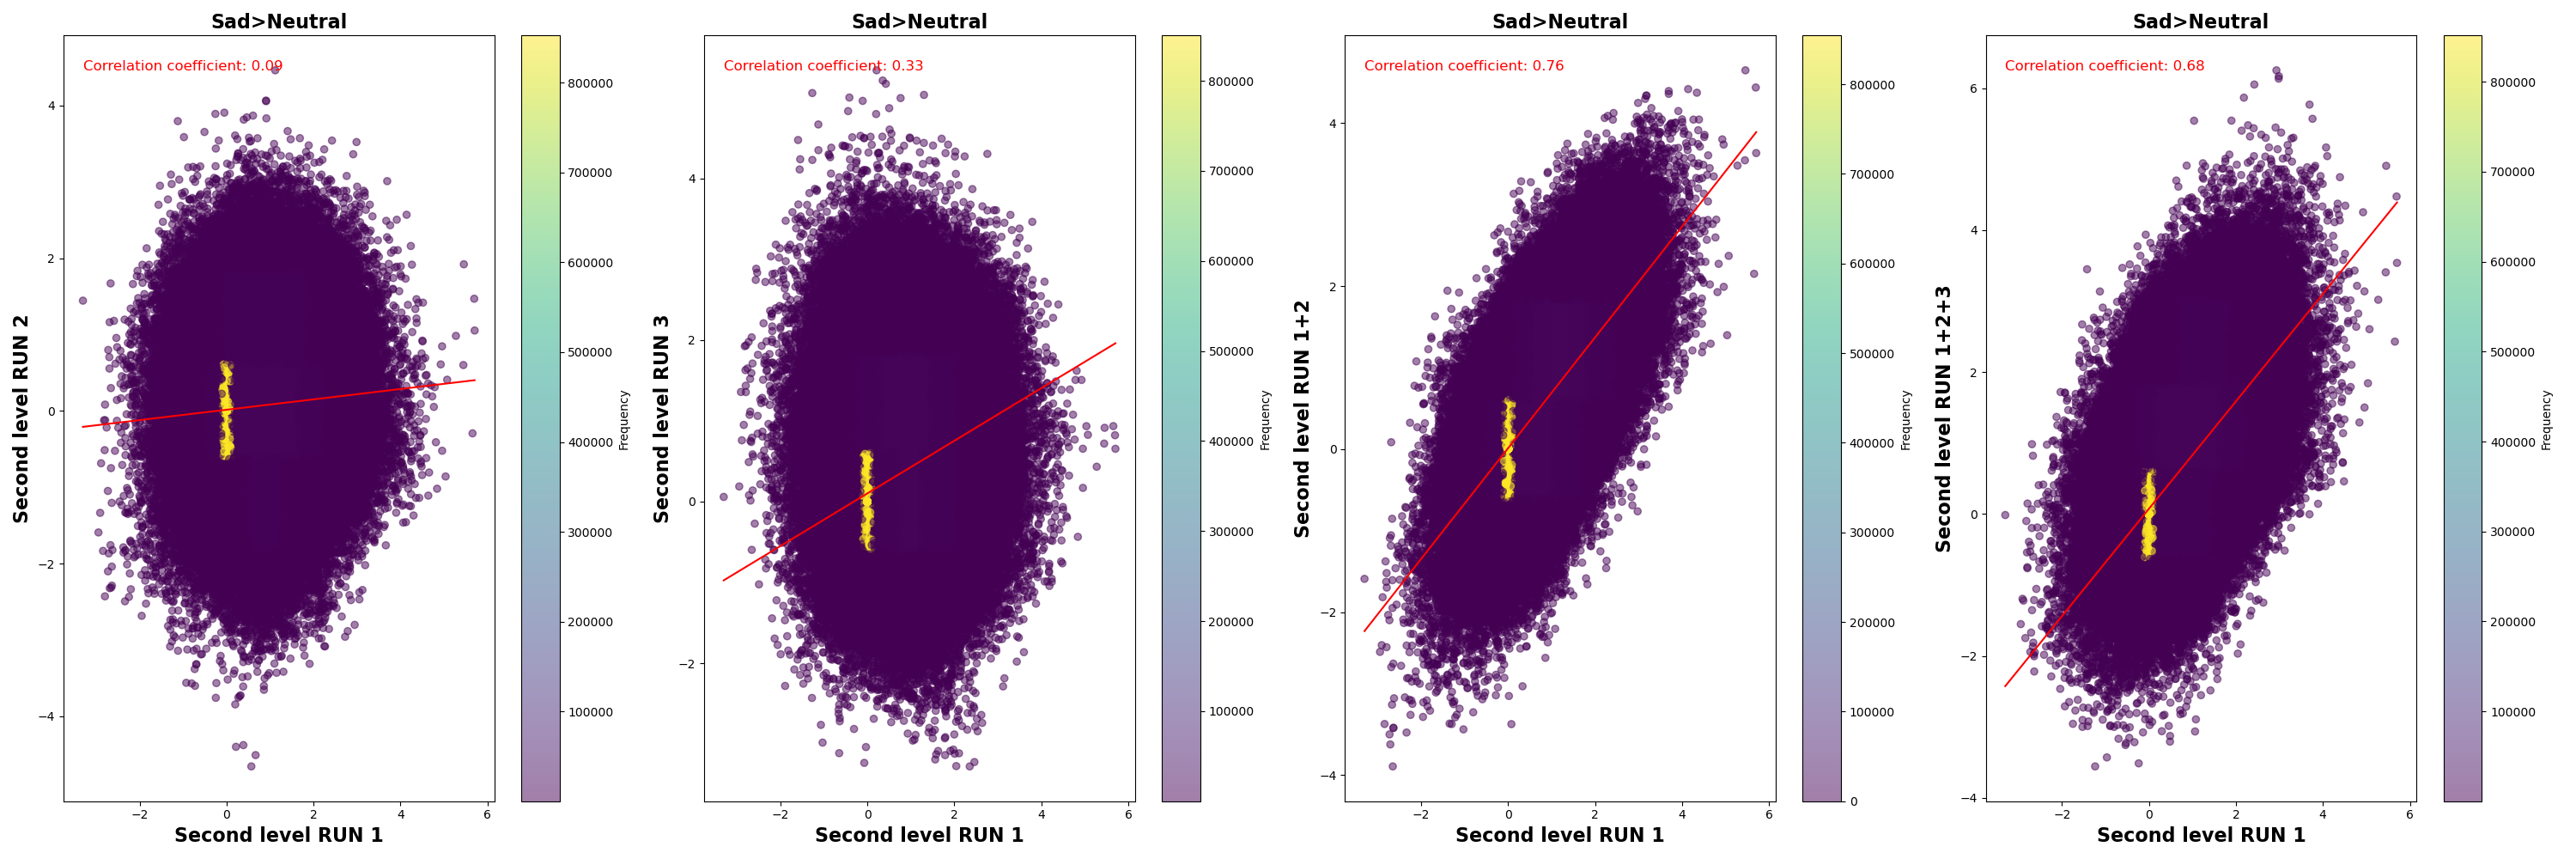 Sad>Neutral
Correlation coefficient: 0.09
Second level RUN 2
4
2
0
−2
−4
−2 0 2 4 6
Second level RUN 1
800000
700000
600000
500000
400000
300000
200000
100000
Frequency
Sad>Neutral
Correlation coefficient: 0.33
Second level RUN 3
4
2
0
−2
−2 0 2 4 6
Second level RUN 1
800000
700000
600000
500000
400000
300000
200000
100000
Frequency
Sad>Neutral
Correlation coefficient: 0.76
Second level RUN 1+2
4
2
0
−2
−4
−2 0 2 4 6
Second level RUN 1
800000
700000
600000
500000
400000
300000
200000
100000
0
Frequency
Sad>Neutral
Correlation coefficient: 0.68
Second level RUN 1+2+3
6
4
2
0
−2
−4
−2 0 2 4 6
Second level RUN 1
800000
700000
600000
500000
400000
300000
200000
100000
Frequency